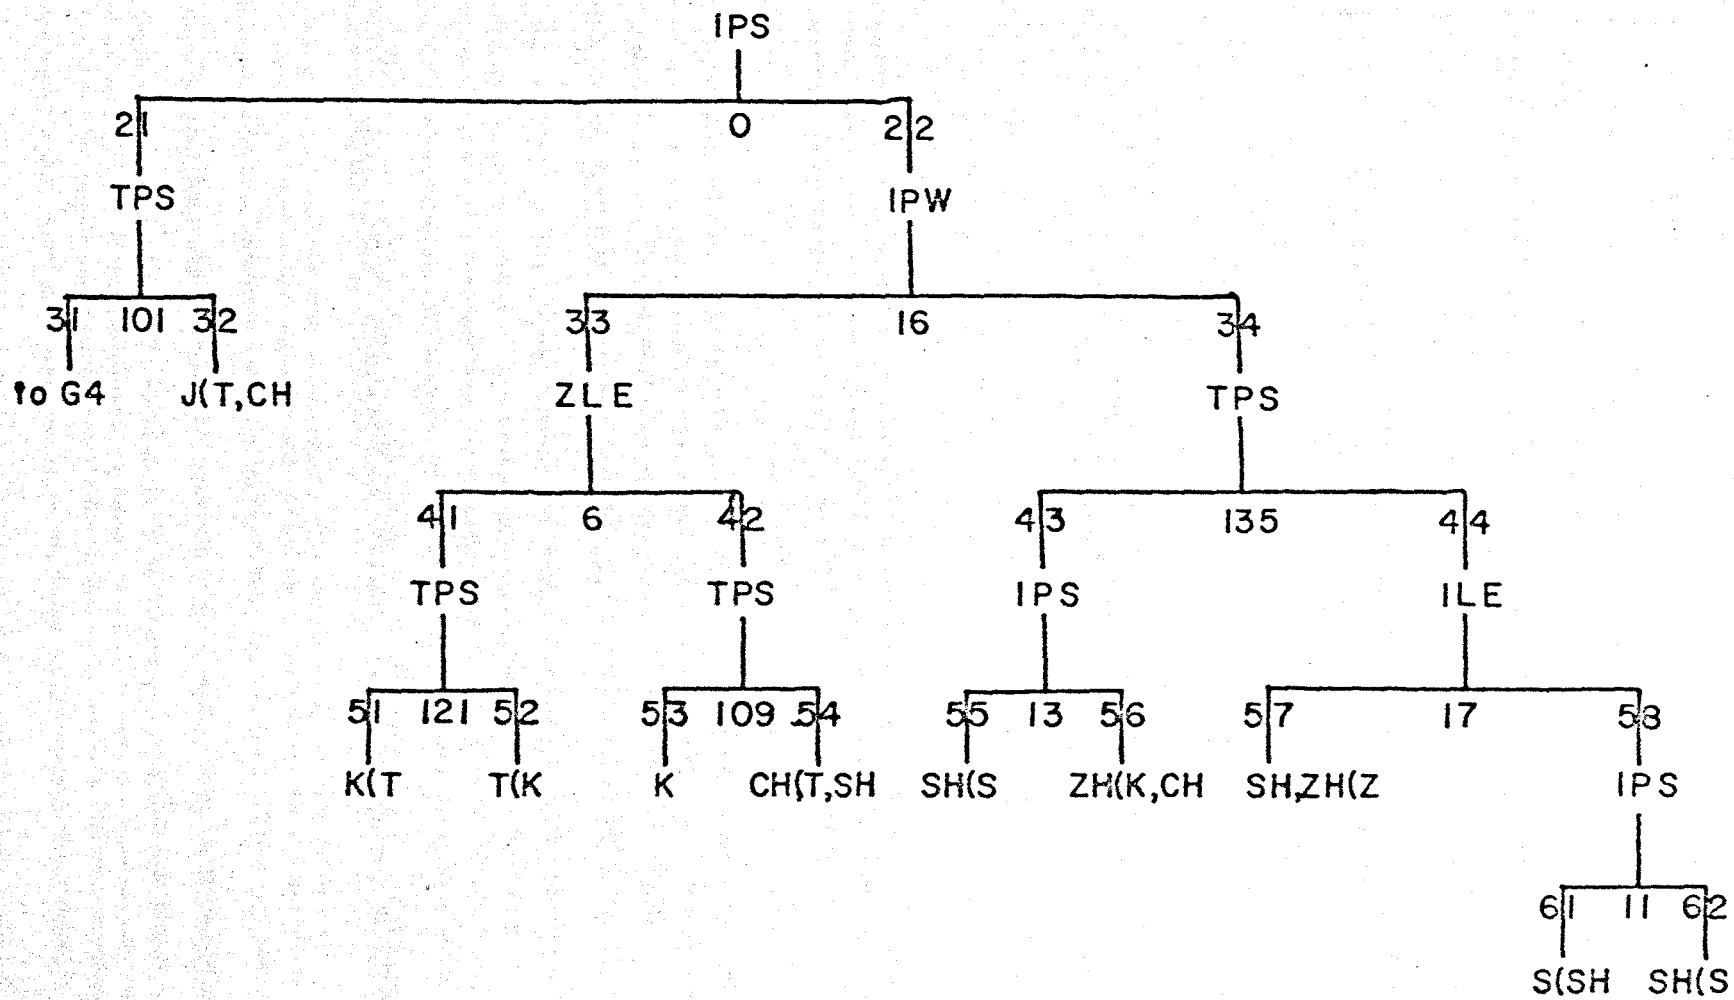 IPS
21 0 22
TPS IPW
31 101 32 33 16 34
to G4 J(T,CH ZLE TPS
41 6 42 43 135 44
TPS TPS IPS ILE
51 121 52 53 109 54 55 13 56 57 17 58
K(T T(K K CH(T,SH SH(S ZH(K,CH SH,ZH(Z IPS
61 11 62
S(SH SH(S